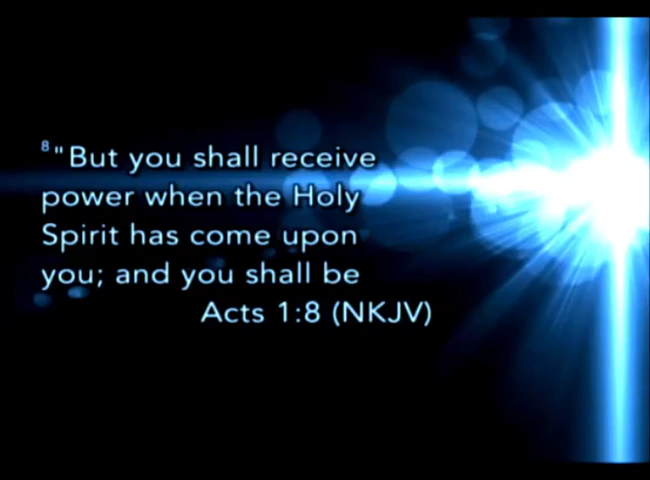 8 "But you shall receive
power when the Holy
Spirit has come upon
you; and you shall be
Acts 1:8 (NKJV)